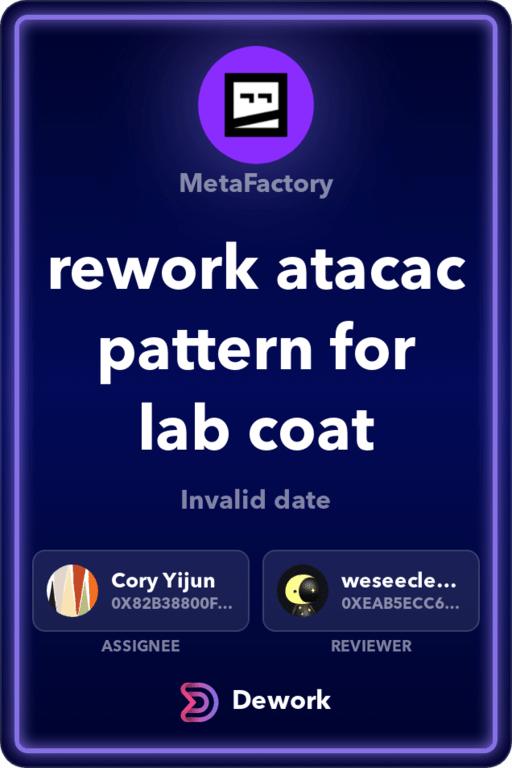 MetaFactory
rework atacac
pattern for
lab coat
Invalid date
Cory Yijun
0X82B38800F...
ASSIGNEE
weseecle...
0XEAB5ECC6...
REVIEWER
Dework